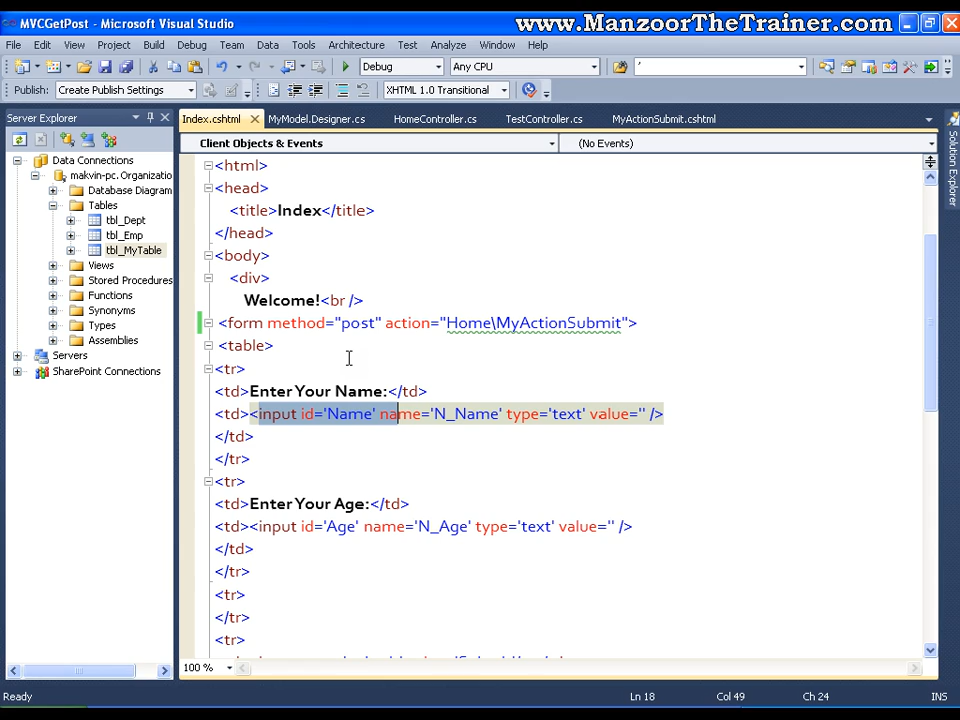 MVCGetPost - Microsoft Visual Studio
www.ManzoorTheTrainer.com
File Edit View Project Build Debug Team Data Tools Architecture Test Analyze Window Help
Debug Any CPU '
Publish: Create Publish Settings XHTML 1.0 Transitional
Server Explorer
Index.cshtml MyModel.Designer.cs HomeController.cs TestController.cs MyActionSubmit.cshtml
Client Objects & Events (No Events)
Solution Explorer
Data Connections
makvin-pc.Organizatio
Database Diagram
Tables
tbl_Dept
tbl_Emp
tbl_MyTable
Views
Stored Procedures
Functions
Synonyms
Types
Assemblies
Servers
SharePoint Connections
<html>
<head>
<title>Index</title>
</head>
<body>
<div>
Welcome!<br />
<form method="post" action="Home\MyActionSubmit">
<table>
<tr>
<td>Enter Your Name:</td>
<td><input id='Name' name='N_Name' type='text' value='' />
</td>
</tr>
<tr>
<td>Enter Your Age:</td>
<td><input id='Age' name='N_Age' type='text' value='' />
</td>
</tr>
<tr>
</tr>
<tr>
100 %
Ready Ln 18 Col 49 Ch 24 INS